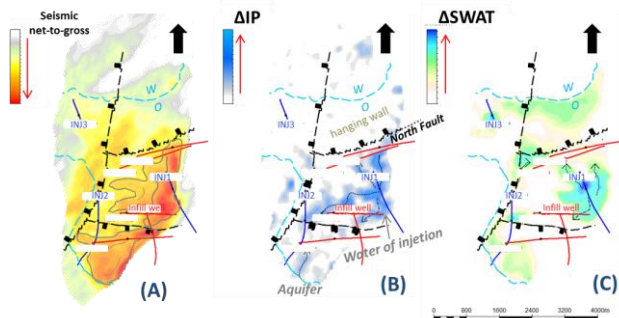 Seismic
net-to-gross
W
O
INJ3
INJ2
INJ1
Infill we
(A)
ΔIP
W
O
hanging wall
North Fault
INJ3
INJ1
INJ2
Infill well
Water of injetion
Aquifer
(B)
ΔSWAT
W
O
INJ3
INJ1
INJ2
Infill well
(C)
0 800 1600 2400 3200 4000m